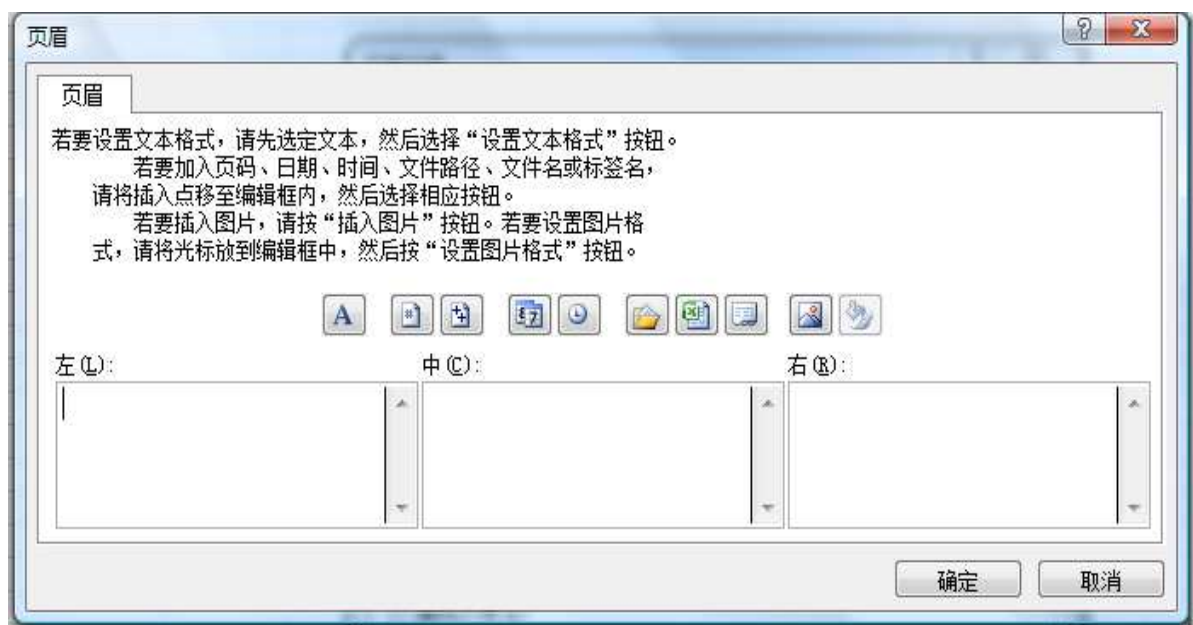 页眉
页眉
若要设置文本格式，请先选定文本，然后选择“设置文本格式”按钮。
若要加入页码、日期、时间、文件路径、文件名或标签名，
请将插入点移至编辑框内，然后选择相应按钮。
若要插入图片，请按“插入图片”按钮。若要设置图片格
式，请将光标放到编辑框中，然后按“设置图片格式”按钮。
A
左(L):
中(C):
右(R):
确定
取消